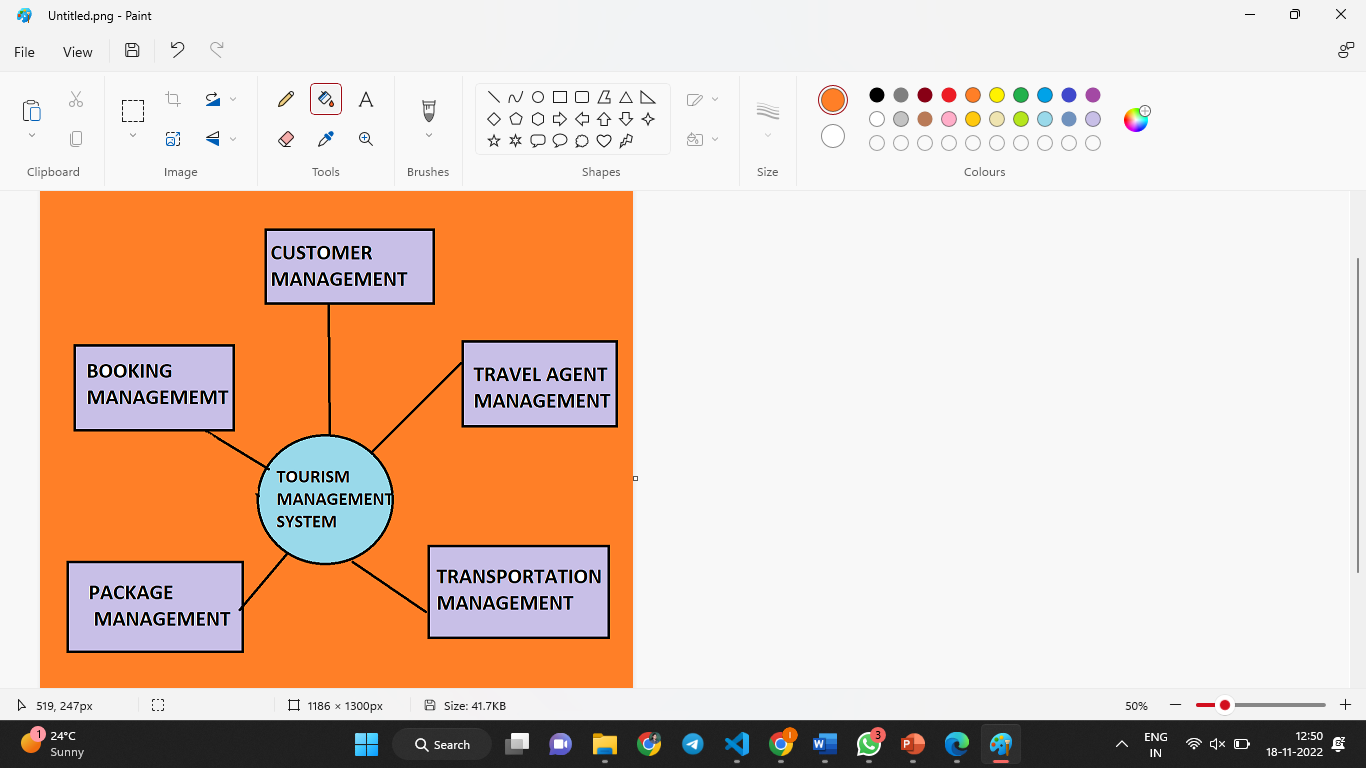 Untitled.png - Paint
File View
Clipboard
Image
Tools
Brushes
Shapes
Size
Colours
CUSTOMER
MANAGEMENT
BOOKING
MANAGEMEMT
TRAVEL AGENT
MANAGEMENT
TOURISM
MANAGEMENT
SYSTEM
PACKAGE
MANAGEMENT
TRANSPORTATION
MANAGEMENT
519, 247px
1186 × 1300px
Size: 41.7KB
50%
1
24°C
Sunny
Search
3
ENG
IN
12:50
18-11-2022